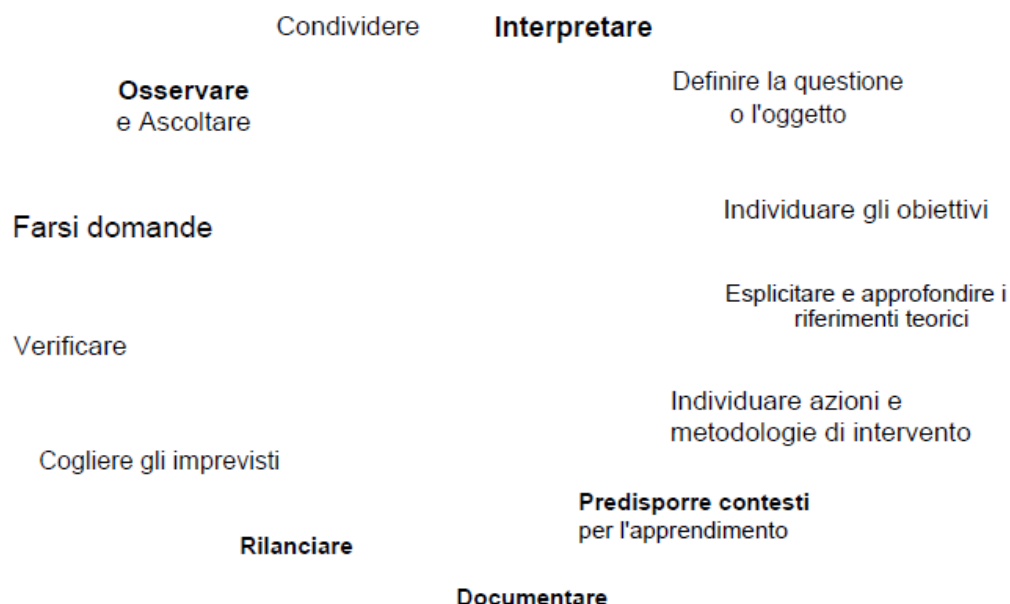 Condividere
Interpretare
Osservare
e Ascoltare
Definire la questione
o l'oggetto
Farsi domande
Individuare gli obiettivi
Esplicitare e approfondire i
riferimenti teorici
Verificare
Individuare azioni e
metodologie di intervento
Cogliere gli imprevisti
Predisporre contesti
per l'apprendimento
Rilanciare
Documentare